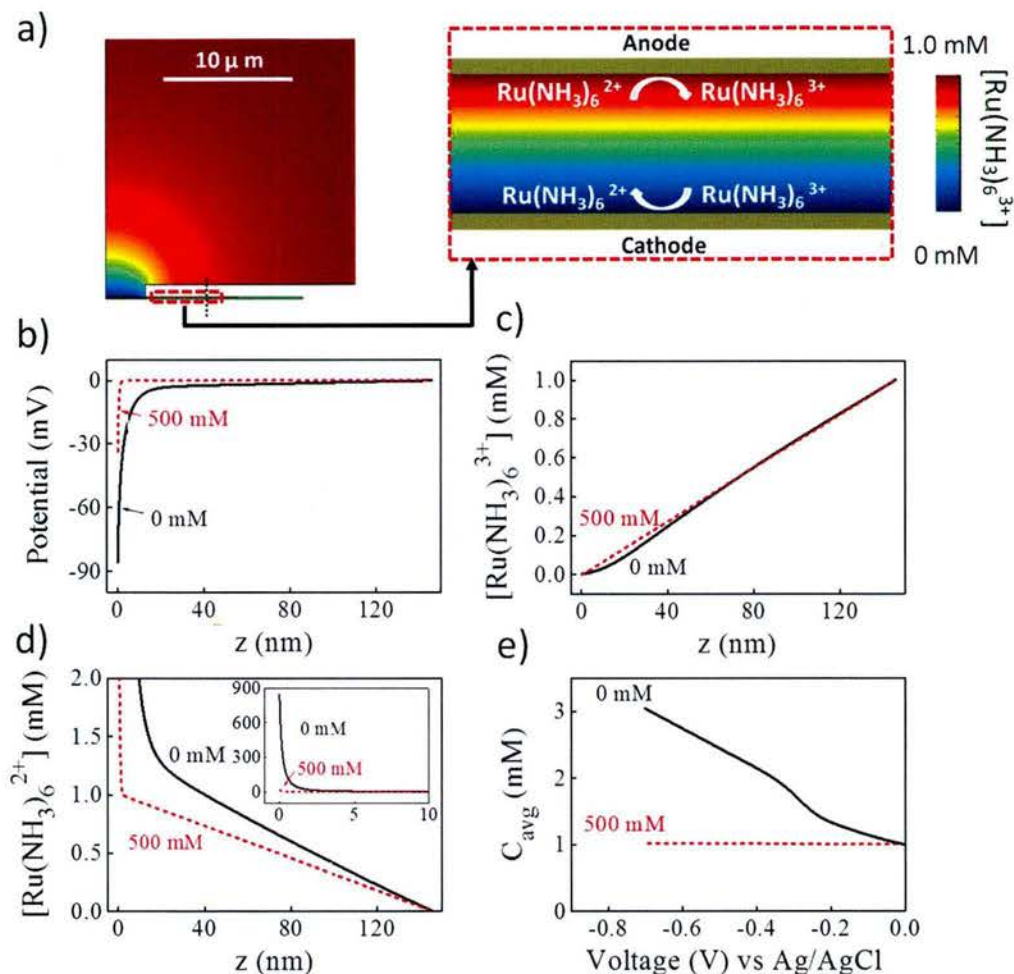 a)
10 μ m
Anode
Ru(NH3)6 2+ Ru(NH3)6 3+
Ru(NH3)6 2+ Ru(NH3)6 3+
Cathode
1.0 mM
[Ru(NH3)6 3+]
0 mM
b)
Potential (mV)
0
-30
-60
-90
500 mM
0 mM
0 40 80 120
z (nm)
c)
[Ru(NH3)6 3+] (mM)
1.0
0.8
0.6
0.4
0.2
0.0
500 mM
0 mM
0 40 80 120
z (nm)
d)
[Ru(NH3)6 2+] (mM)
2.0
1.5
1.0
0.5
0.0
0 mM
500 mM
900
600
300
0
0 mM
500 mM
0 5 10
0 40 80 120
z (nm)
e)
Cavg (mM)
3
2
1
0
0 mM
500 mM
-0.8 -0.6 -0.4 -0.2 0.0
Voltage (V) vs Ag/AgCl